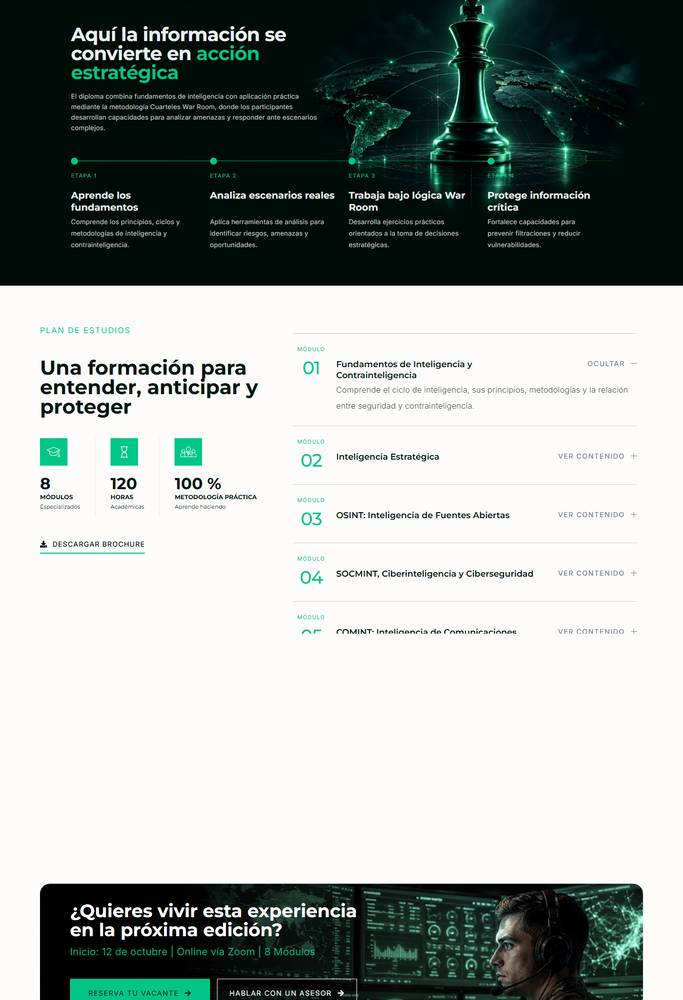 Aquí la información se
convierte en acción
estratégica
El diploma combina fundamentos de inteligencia con aplicación práctica
mediante la metodología Cuarteles War Room, donde los participantes
desarrollan capacidades para analizar amenazas y responder ante escenarios
complejos.
ETAPA 1
Aprende los
fundamentos
Comprende los principios, ciclos y
metodologías de inteligencia y
contrainteligencia.
ETAPA 2
Analiza escenarios reales
Aplica herramientas de análisis para
identificar riesgos, amenazas y
oportunidades.
ETAPA 3
Trabaja bajo lógica War
Room
Desarrolla ejercicios prácticos
orientados a la toma de decisiones
estratégicas.
ETAPA 4
Protege información
crítica
Fortalece capacidades para
prevenir filtraciones y reducir
vulnerabilidades.
PLAN DE ESTUDIOS
Una formación para
entender, anticipar y
proteger
8
MÓDULOS
Especializados
120
HORAS
Académicas
100 %
METODOLOGÍA PRÁCTICA
Aprende haciendo
DESCARGAR BROCHURE
MÓDULO
01
Fundamentos de Inteligencia y
Contrainteligencia
OCULTAR
Comprende el ciclo de inteligencia, sus principios, metodologías y la relación
entre seguridad y contrainteligencia.
MÓDULO
02
Inteligencia Estratégica
VER CONTENIDO
MÓDULO
03
OSINT: Inteligencia de Fuentes Abiertas
VER CONTENIDO
MÓDULO
04
SOCMINT, Ciberinteligencia y Ciberseguridad
VER CONTENIDO
MÓDULO
05
COMINT: Inteligencia de Comunicaciones
VER CONTENIDO
¿Quieres vivir esta experiencia
en la próxima edición?
Inicio: 12 de octubre | Online vía Zoom | 8 Módulos
RESERVA TU VACANTE
HABLAR CON UN ASESOR